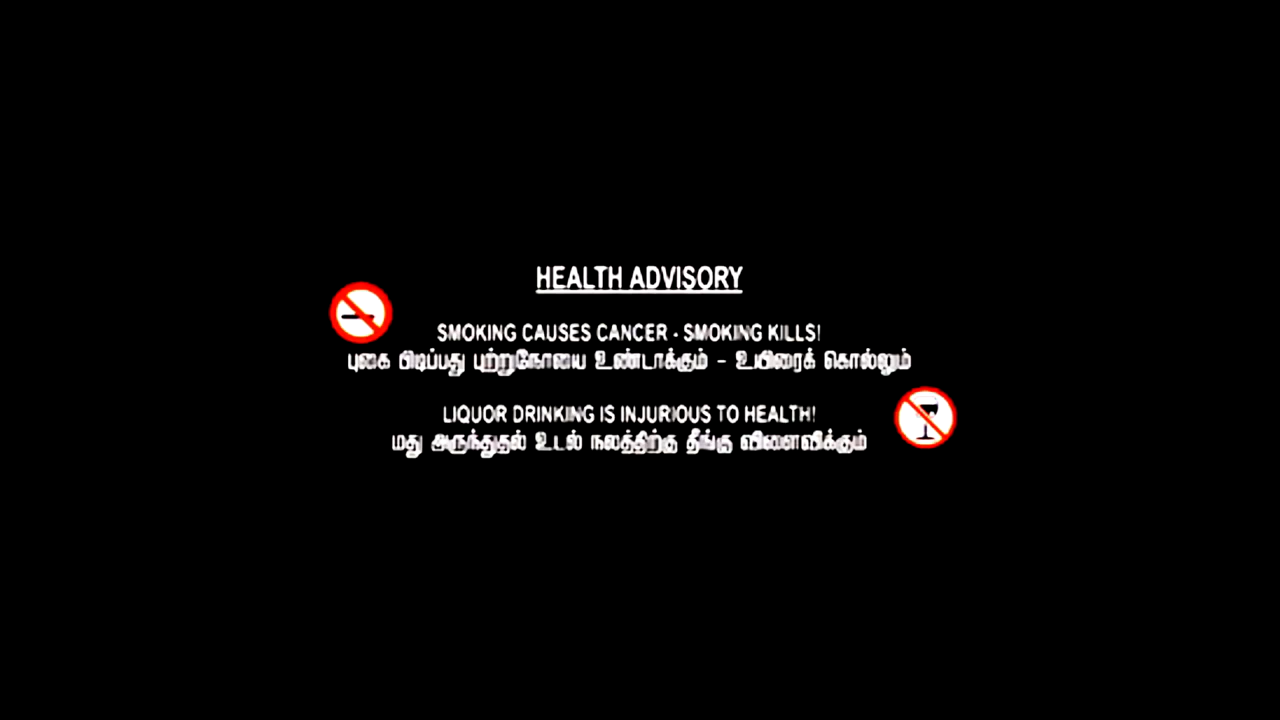 HEALTH ADVISORY
SMOKING CAUSES CANCER - SMOKING KILLS!
புகை பிடிப்பது புற்றுநோயை உண்டாக்கும் - உயிரைக் கொல்லும்
LIQUOR DRINKING IS INJURIOUS TO HEALTH!
மது அருந்துதல் உடல் நலத்திற்கு தீங்கு விளைவிக்கும்